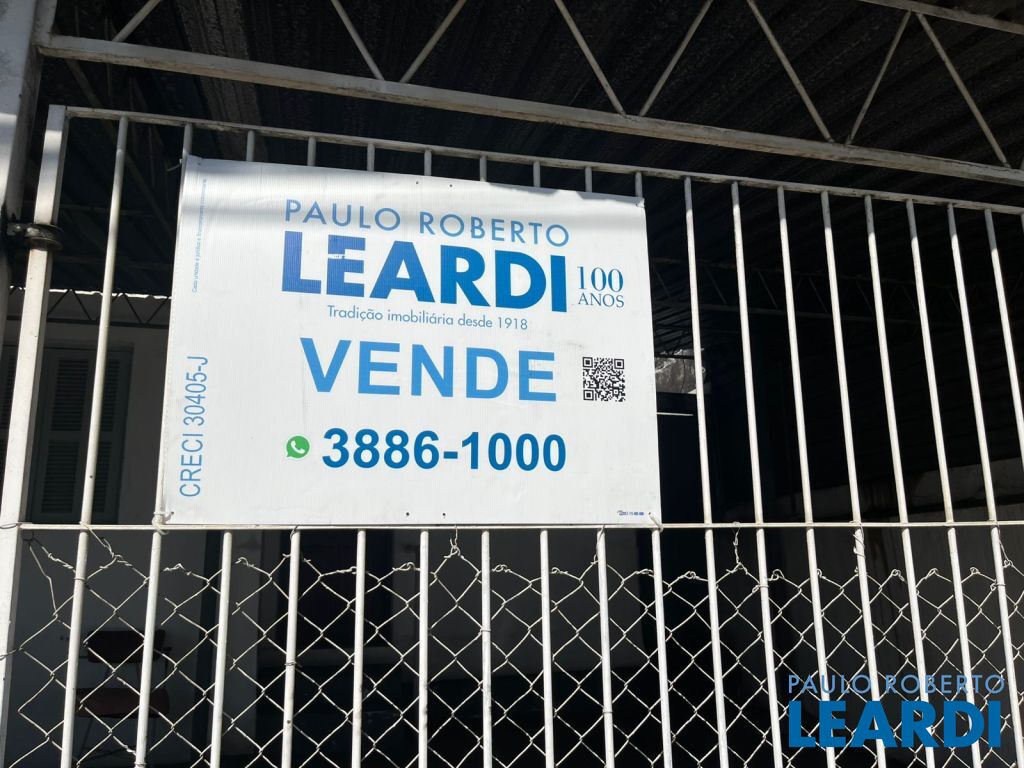 PAULO ROBERTO
LEARDI
100
ANOS
Tradição imobiliária desde 1918
VENDE
3886-1000
CRECI 30405-J
PAULO ROBERTO
LEARDI